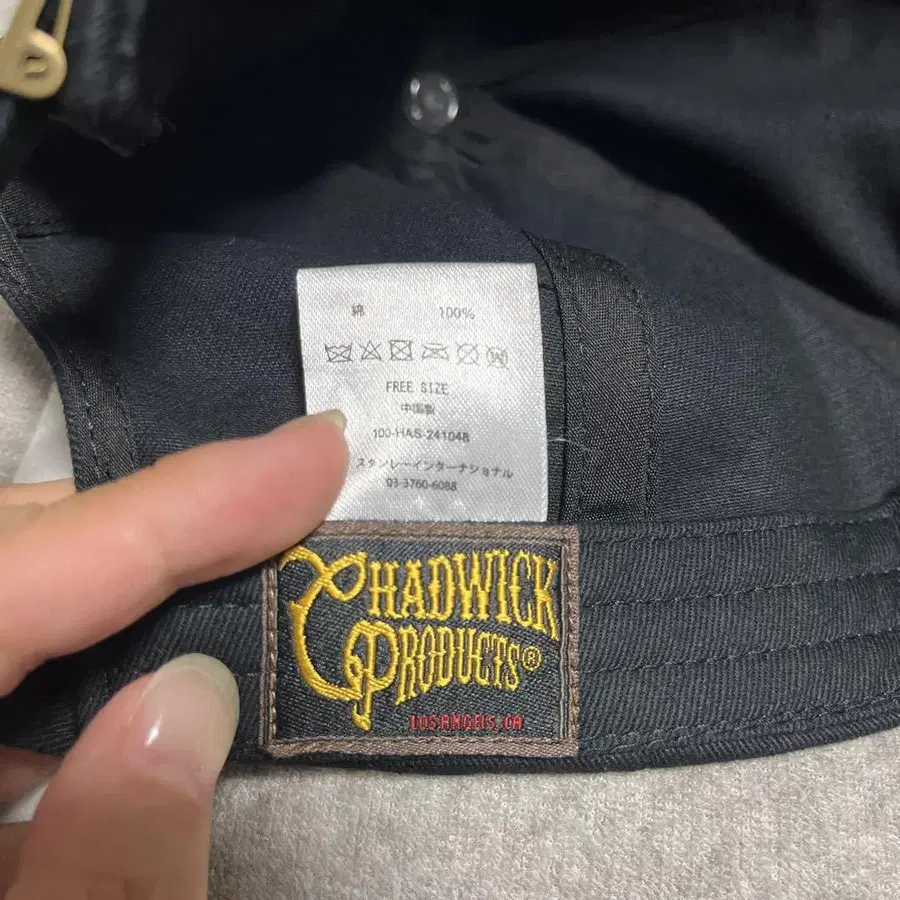 綿 100%
FREE SIZE
中国製
100-HAS-241048
スタンレーインターナショナル
03-3760-6088
CHADWICK
PRODUCTS®
LOS ANGELS, CA